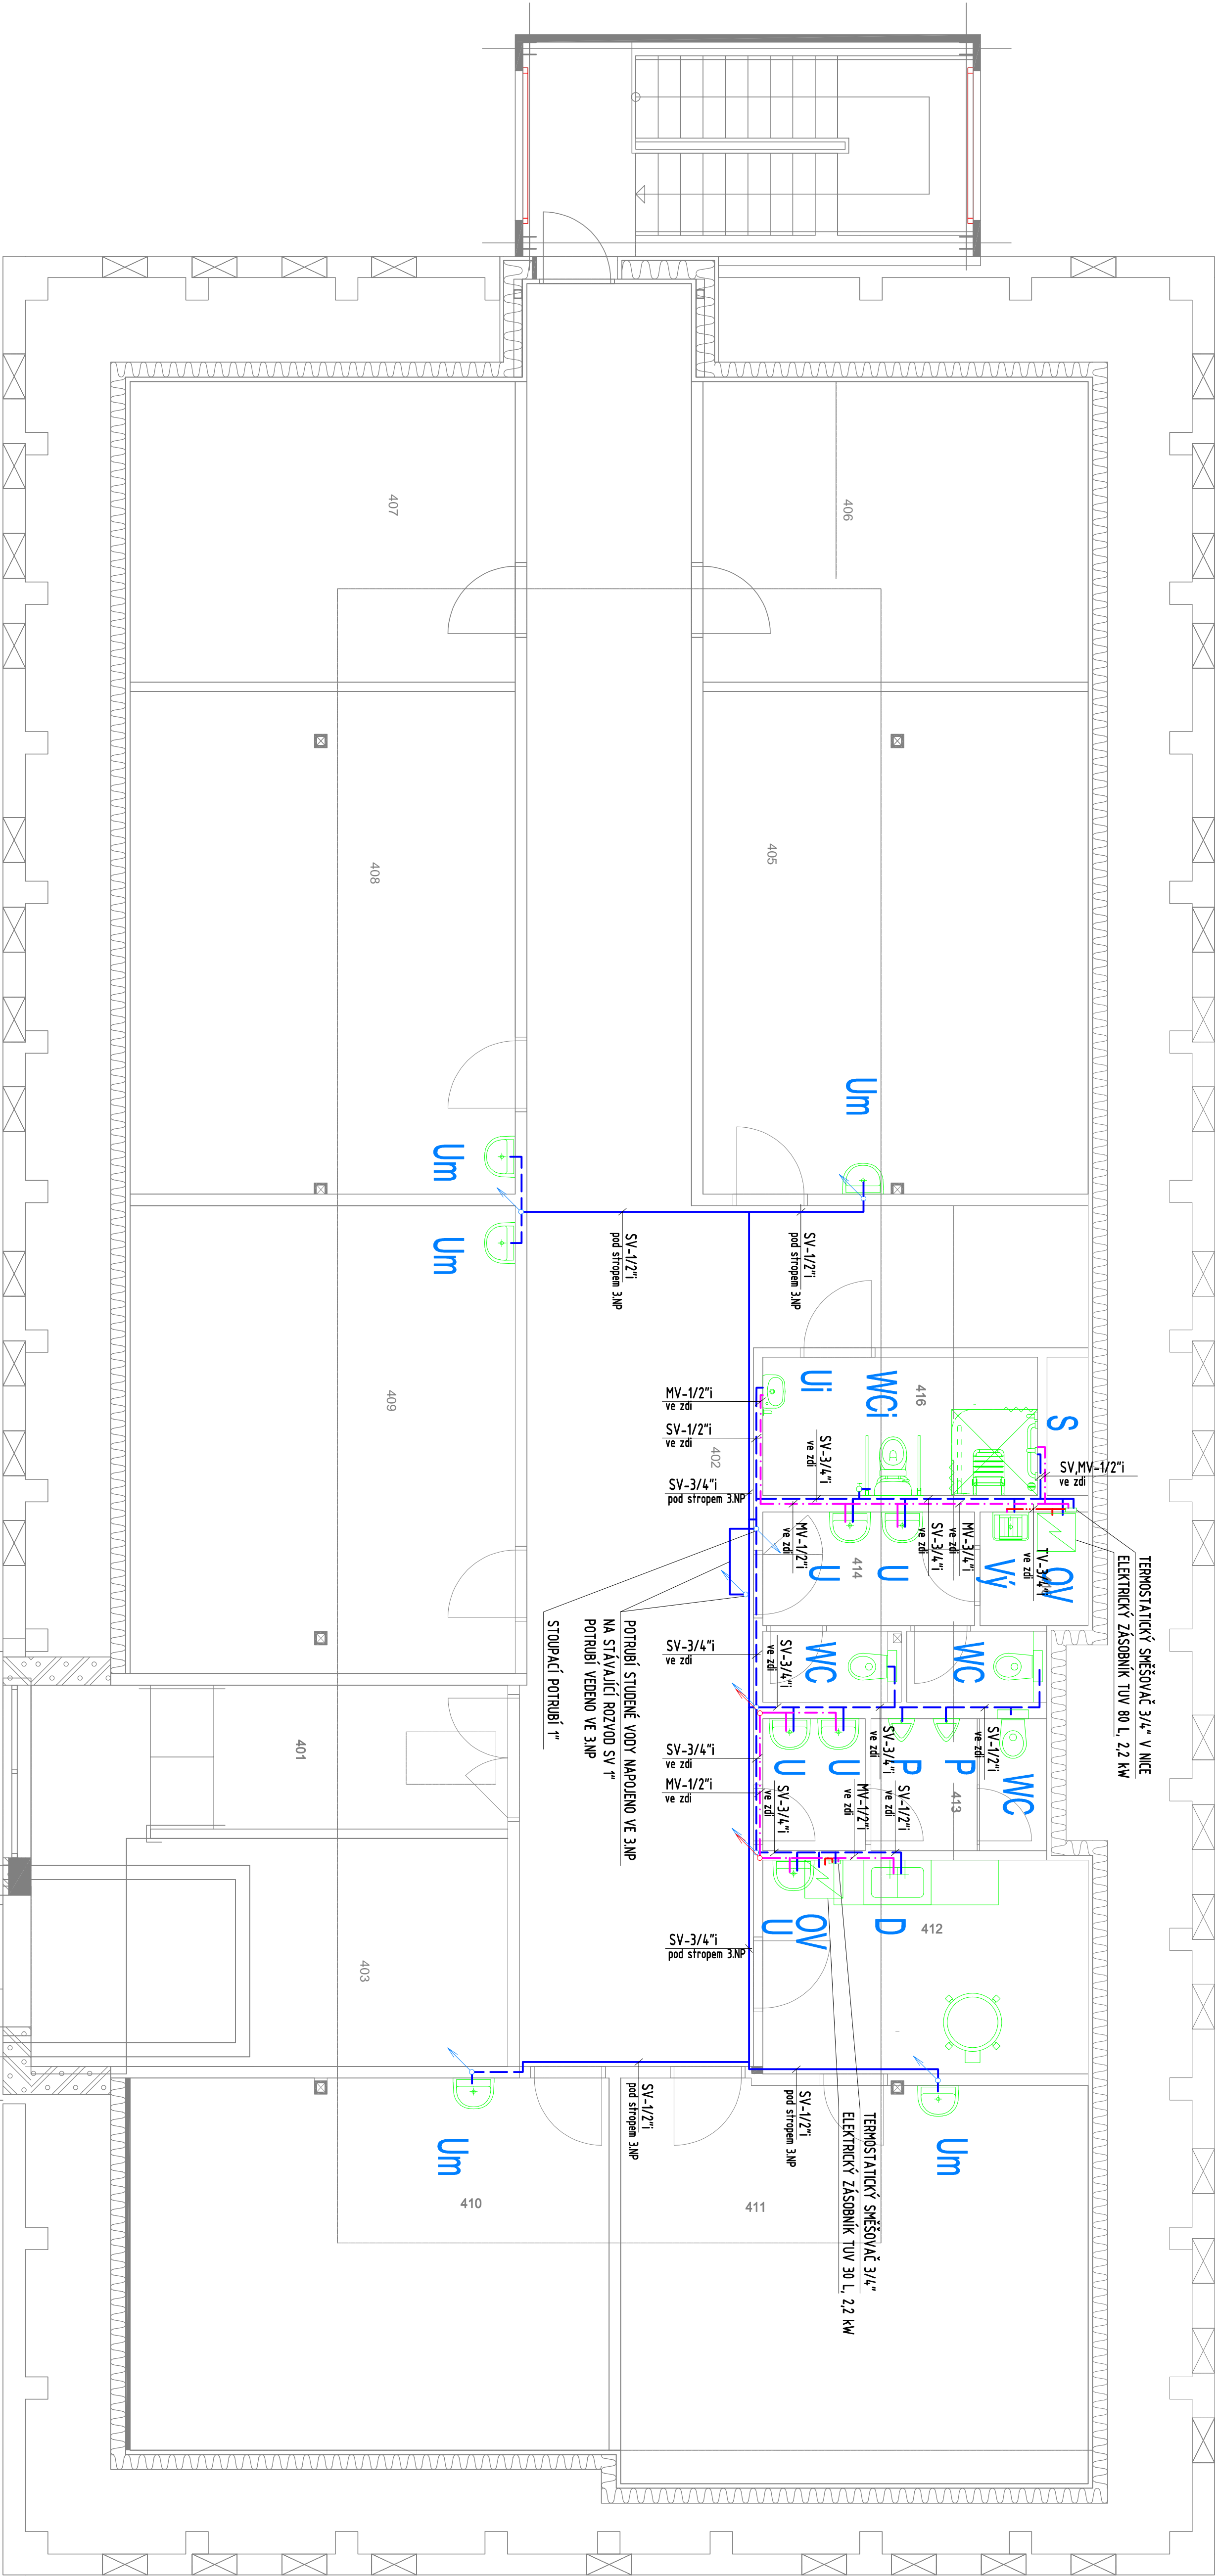 407
406
408
405
Um
Um
Um
409
SV-1/2"i
pod stropem 3.NP
SV-1/2"i
pod stropem 3.NP
Ui
WCi
416
S
MV-1/2"i
ve zdi
SV-1/2"i
ve zdi
402
SV-3/4"i
pod stropem 3.NP
SV-3/4"i
ve zdi
SV,MV-1/2"i
ve zdi
MV-1/2"i
ve zdi
SV-3/4"i
ve zdi
MV-3/4"i
ve zdi
TV-3/4"i
ve zdi
U
414
U
Vý
OV
TERMOSTATICKÝ SMĚŠOVAČ 3/4" V NICE
ELEKTRICKÝ ZÁSOBNÍK TUV 80 L, 2,2 kW
STOUPACÍ POTRUBÍ 1"
POTRUBÍ STUDENÉ VODY NAPOJENO VE 3.NP
NA STÁVAJÍCÍ ROZVOD SV 1"
POTRUBÍ VEDENO VE 3.NP
SV-3/4"i
ve zdi
SV-3/4"i
ve zdi
WC
WC
401
SV-3/4"i
ve zdi
MV-1/2"i
ve zdi
SV-3/4"i
ve zdi
SV-1/2"i
ve zdi
U
U
P
P
WC
413
SV-3/4"i
ve zdi
MV-1/2"i
ve zdi
SV-1/2"i
ve zdi
403
SV-3/4"i
pod stropem 3.NP
U
OV
D
412
SV-1/2"i
pod stropem 3.NP
SV-1/2"i
pod stropem 3.NP
TERMOSTATICKÝ SMĚŠOVAČ 3/4"
ELEKTRICKÝ ZÁSOBNÍK TUV 30 L, 2,2 kW
Um
Um
410
411